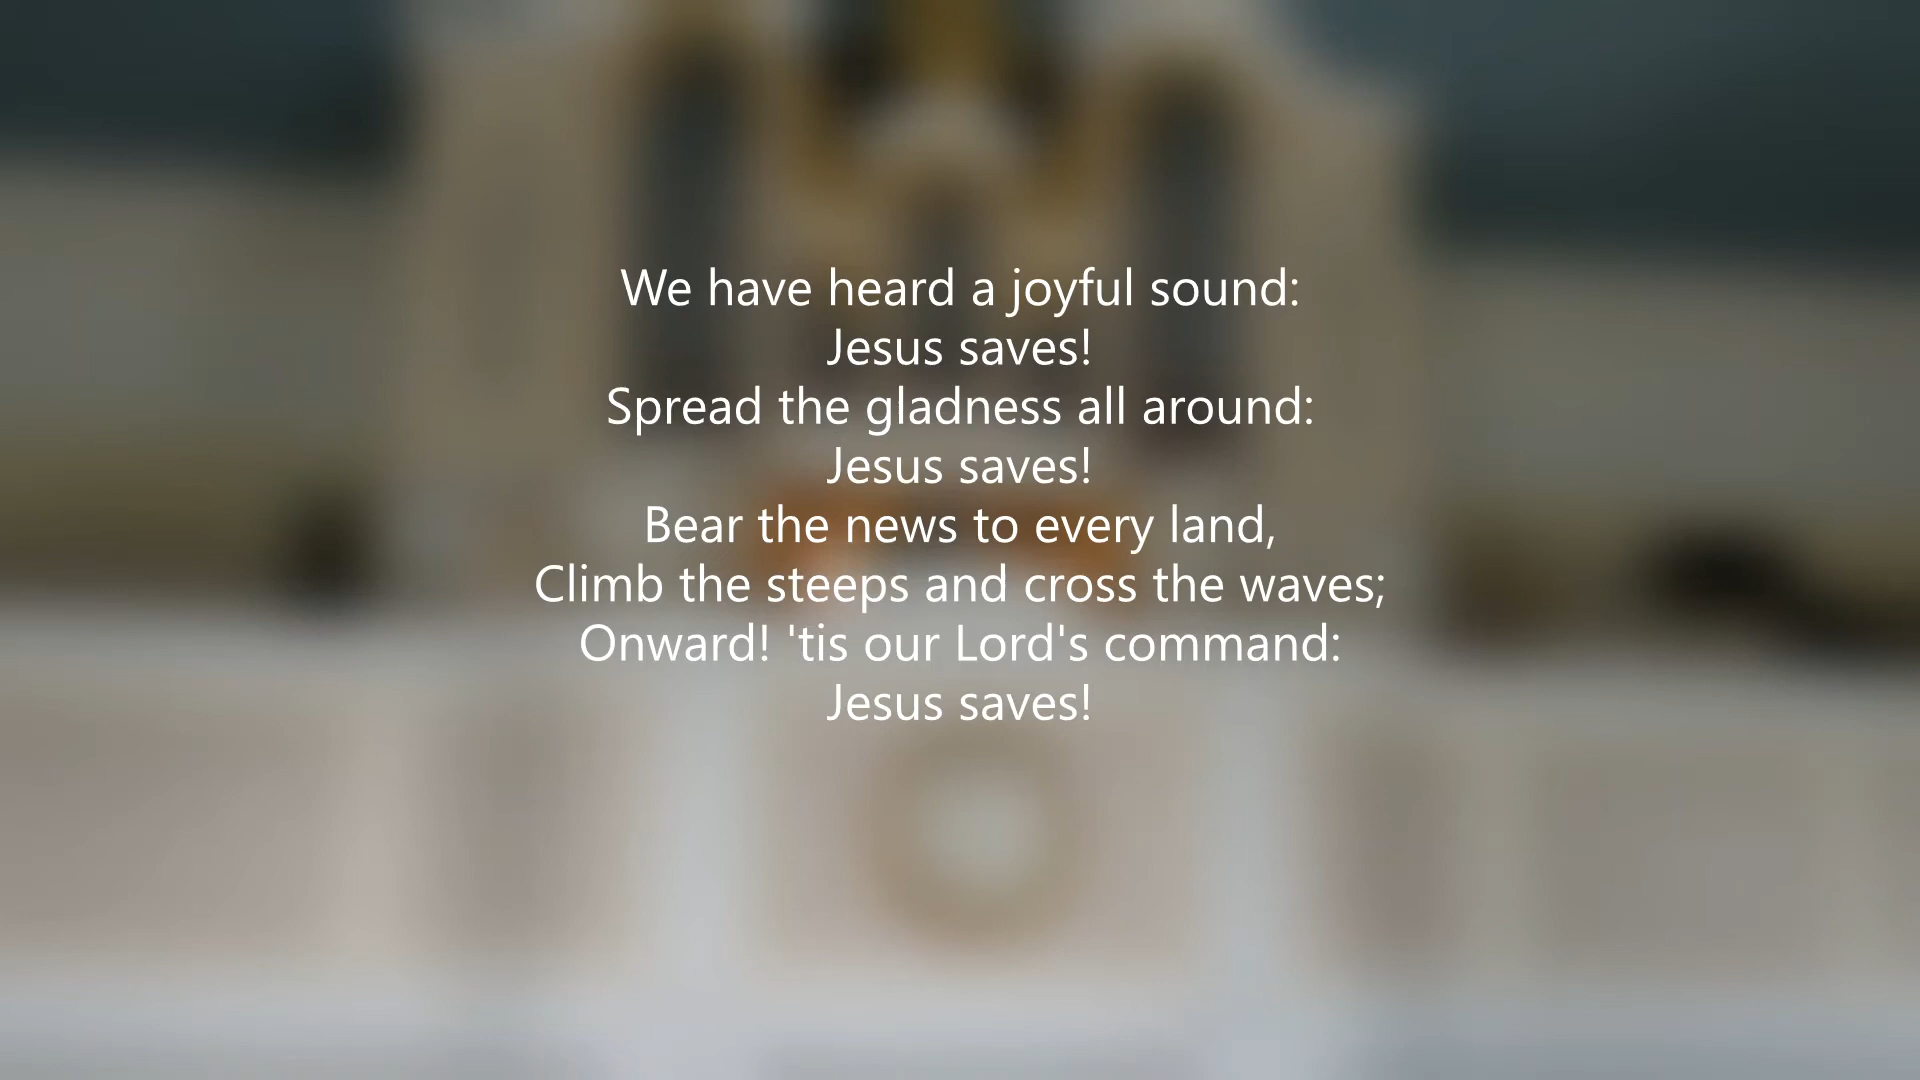 We have heard a joyful sound:
Jesus saves!
Spread the gladness all around:
Jesus saves!
Bear the news to every land,
Climb the steeps and cross the waves;
Onward! 'tis our Lord's command:
Jesus saves!